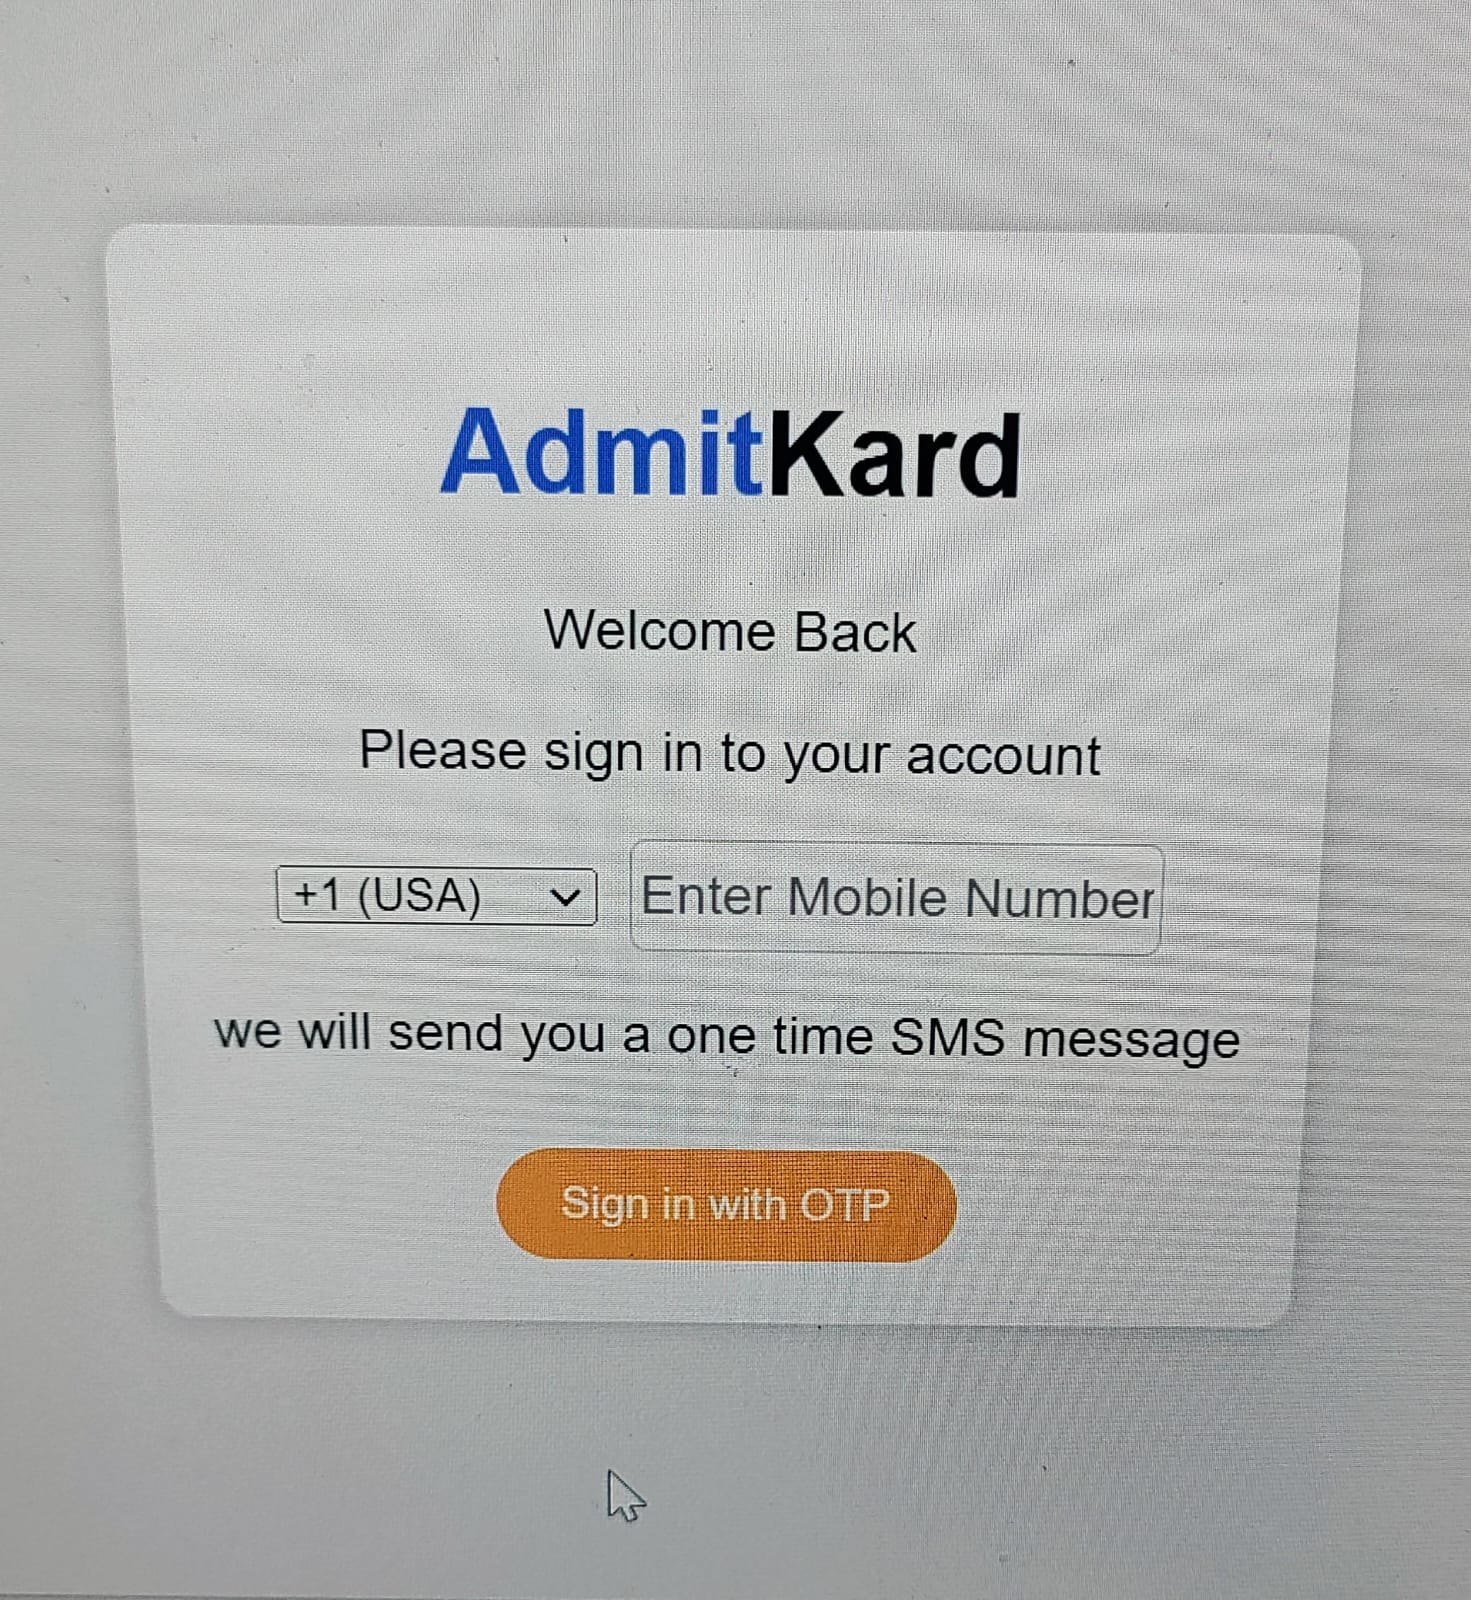 AdmitKard
Welcome Back
Please sign in to your account
+1 (USA) Enter Mobile Number
we will send you a one time SMS message
Sign in with OTP